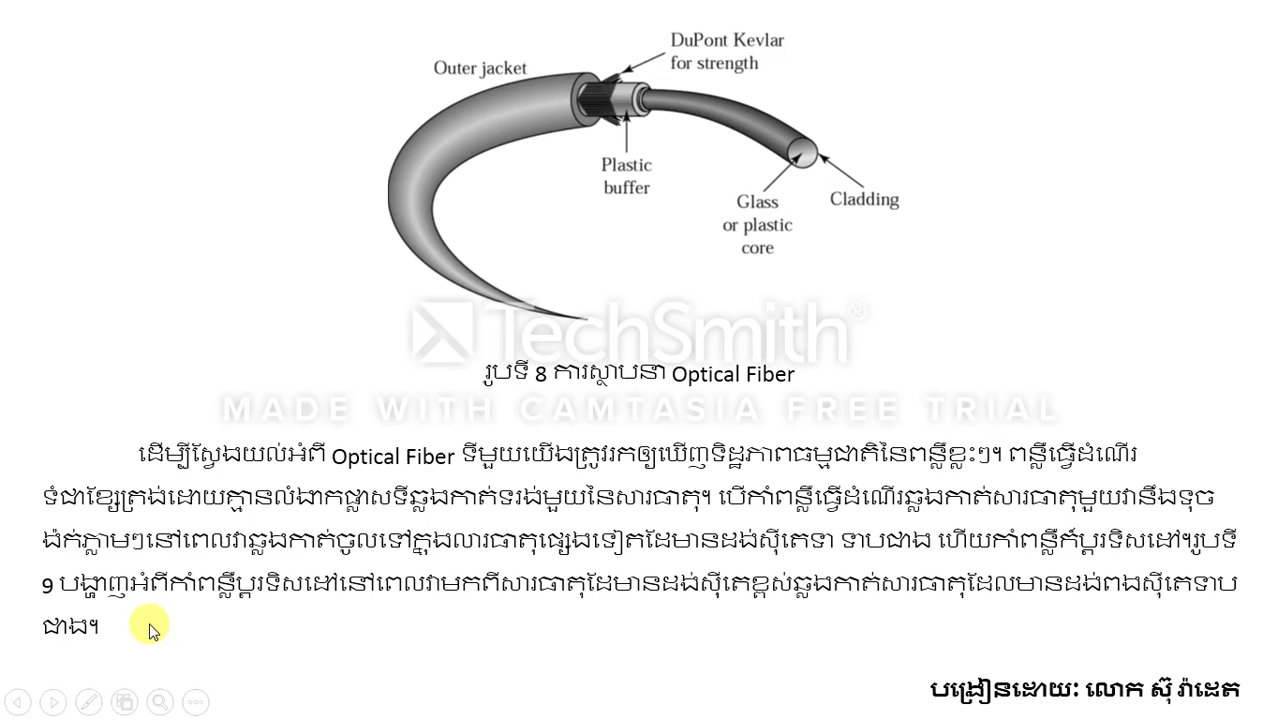 DuPont Kevlar
for strength
Outer jacket
Plastic
buffer
Glass
or plastic
core
Cladding
TechSmith®
រូបទី 8 ការស្ថាបនា Optical Fiber
MADE WITH CAMTASIA FREE TRIAL
ដើម្បីស្វែងយល់អំពី Optical Fiber ទីមួយយើងត្រូវរកឲ្យឃើញទិដ្ឋភាពធម្មជាតិនៃពន្លឺខ្លះៗ។ ពន្លឺធ្វើដំណើរ
ទំជាខ្សែត្រង់ដោយគ្មានលំងាកផ្លាសទីឆ្លងកាត់ទរង់មួយនៃសារធាតុ។ បើកាំពន្លឺធ្វើដំណើរឆ្លងកាត់សារធាតុមួយវានឹងទុច
ង៉ក់ភ្លាមៗនៅពេលវាឆ្លងកាត់ចូលទៅក្នុងលារធាតុផ្សេងទៀតដែមានដង់ស៊ីតេទា ទាបជាង ហើយកាំពន្លឺក៏ប្តរទិសដៅ។រូបទី
9 បង្ហាញអំពីកាំពន្លឺប្តរទិសដៅនៅពេលវាមកពីសារធាតុដែមានដង់ស៊ីតេខ្ពស់ឆ្លងកាត់សារធាតុដែលមានដង់ពងស៊ីតេទាប
ជាង។
បង្រៀនដោយ: លោក ស៊ុ រ៉ាដេត